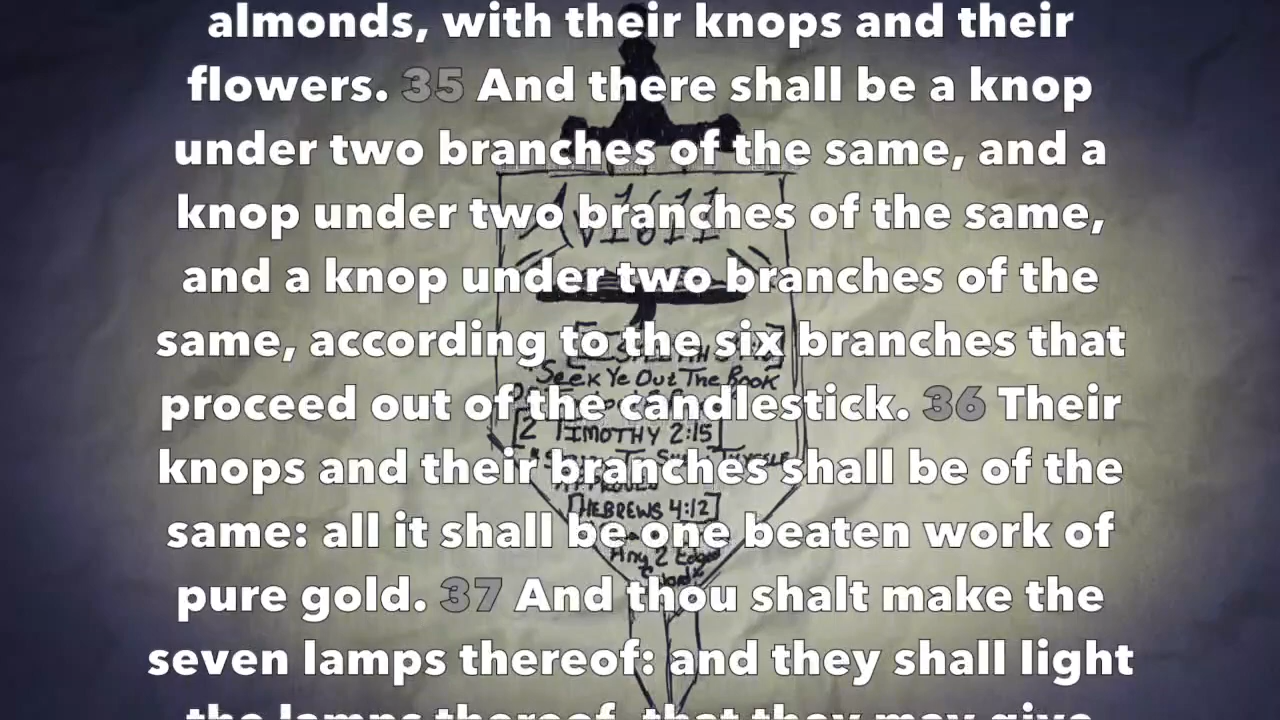 almonds, with their knops and their
flowers. 35 And there shall be a knop
under two branches of the same, and a
knop under two branches of the same,
and a knop under two branches of the
same, according to the six branches that
proceed out of the candlestick. 36 Their
knops and their branches shall be of the
same: all it shall be one beaten work of
pure gold. 37 And thou shalt make the
seven lamps thereof: and they shall light
the lamps thereof, that they may give
1611
Seek Ye Out The Book
[2 TIMOTHY 2:15]
APPROVED
[HEBREWS 4:12]
Any 2 Edged